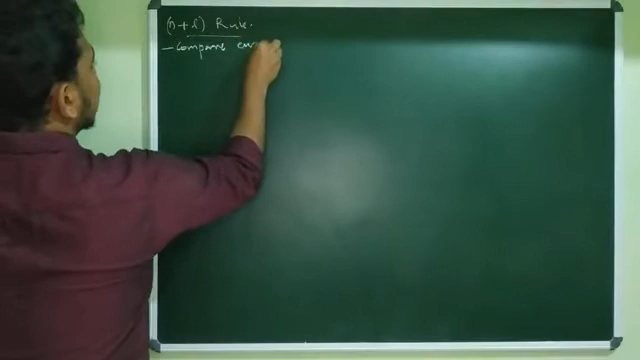 (n+l) Rule.
– Compare